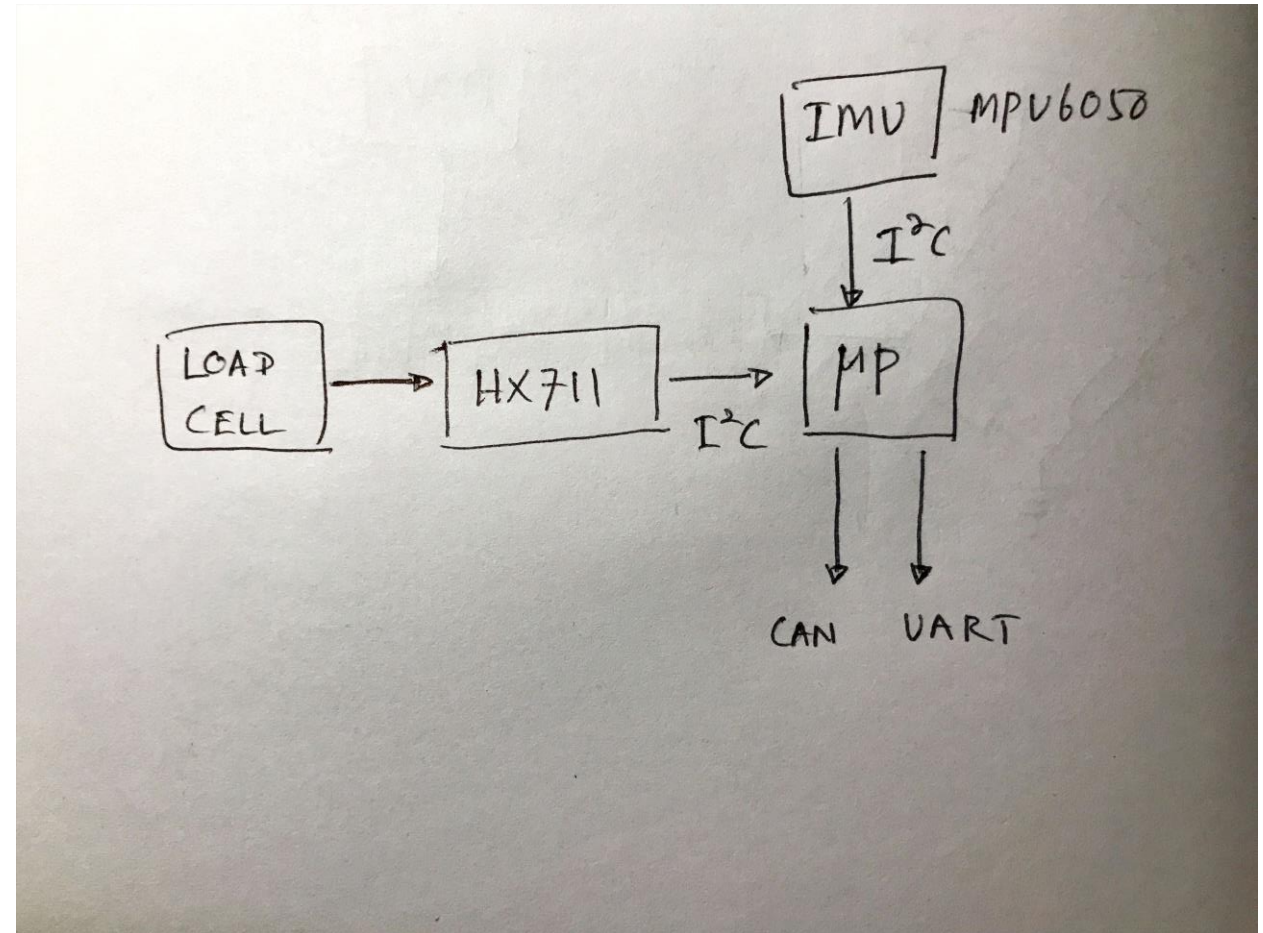 IMU MPU6050
I²C
LOAD
CELL
HX711
I²C
μP
CAN UART